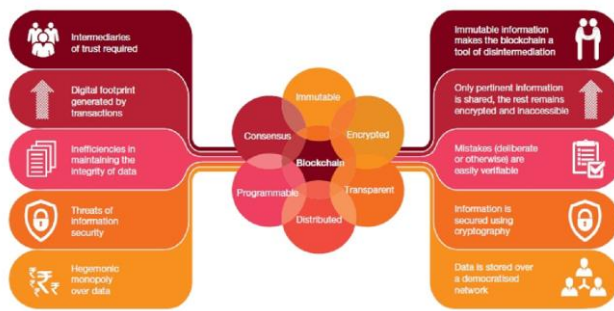 Intermediaries
of trust required
Digital footprint
generated by
transactions
Inefficiencies in
maintaining the
integrity of data
Threats of
information
security
Hegemonic
monopoly
over data
Immutable
Consensus
Encrypted
Blockchain
Programmable
Transparent
Distributed
Immutable information
makes the blockchain a
tool of disintermediation
Only pertinent information
is shared, the rest remains
encrypted and inaccessible
Mistakes (deliberate
or otherwise) are
easily verifiable
Information is
secured using
cryptography
Data is stored over
a democratised
network